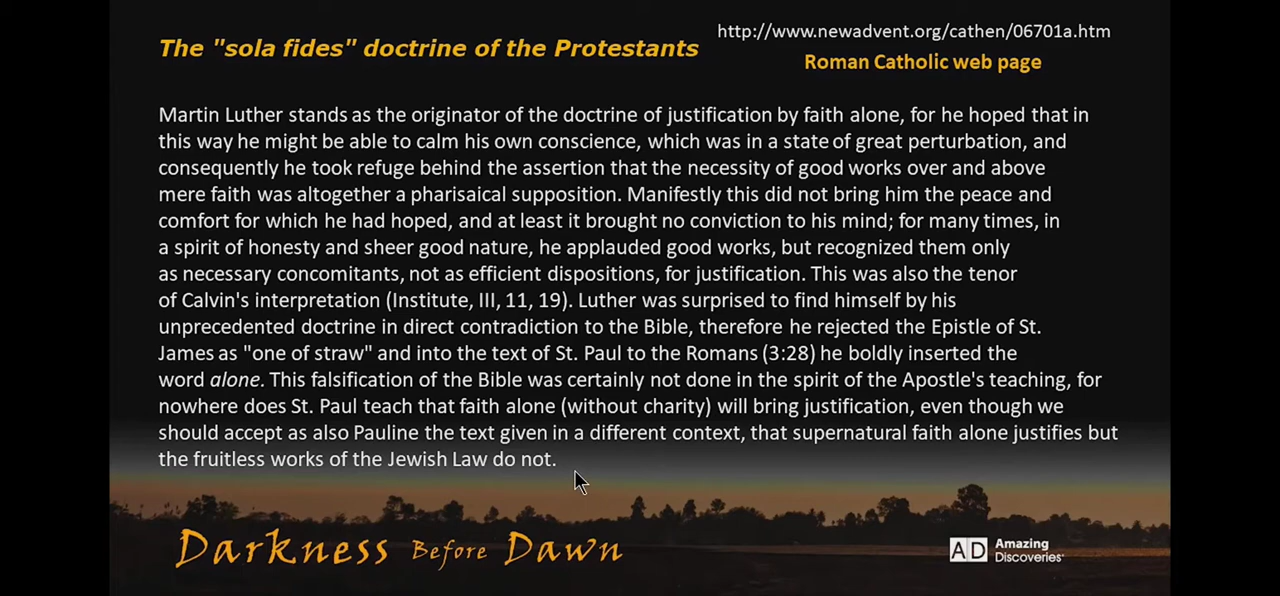 The "sola fides" doctrine of the Protestants
http://www.newadvent.org/cathen/06701a.htm
Roman Catholic web page
Martin Luther stands as the originator of the doctrine of justification by faith alone, for he hoped that in
this way he might be able to calm his own conscience, which was in a state of great perturbation, and
consequently he took refuge behind the assertion that the necessity of good works over and above
mere faith was altogether a pharisaical supposition. Manifestly this did not bring him the peace and
comfort for which he had hoped, and at least it brought no conviction to his mind; for many times, in
a spirit of honesty and sheer good nature, he applauded good works, but recognized them only
as necessary concomitants, not as efficient dispositions, for justification. This was also the tenor
of Calvin's interpretation (Institute, III, 11, 19). Luther was surprised to find himself by his
unprecedented doctrine in direct contradiction to the Bible, therefore he rejected the Epistle of St.
James as "one of straw" and into the text of St. Paul to the Romans (3:28) he boldly inserted the
word alone. This falsification of the Bible was certainly not done in the spirit of the Apostle's teaching, for
nowhere does St. Paul teach that faith alone (without charity) will bring justification, even though we
should accept as also Pauline the text given in a different context, that supernatural faith alone justifies but
the fruitless works of the Jewish Law do not.
Darkness Before Dawn
AD Amazing
Discoveries